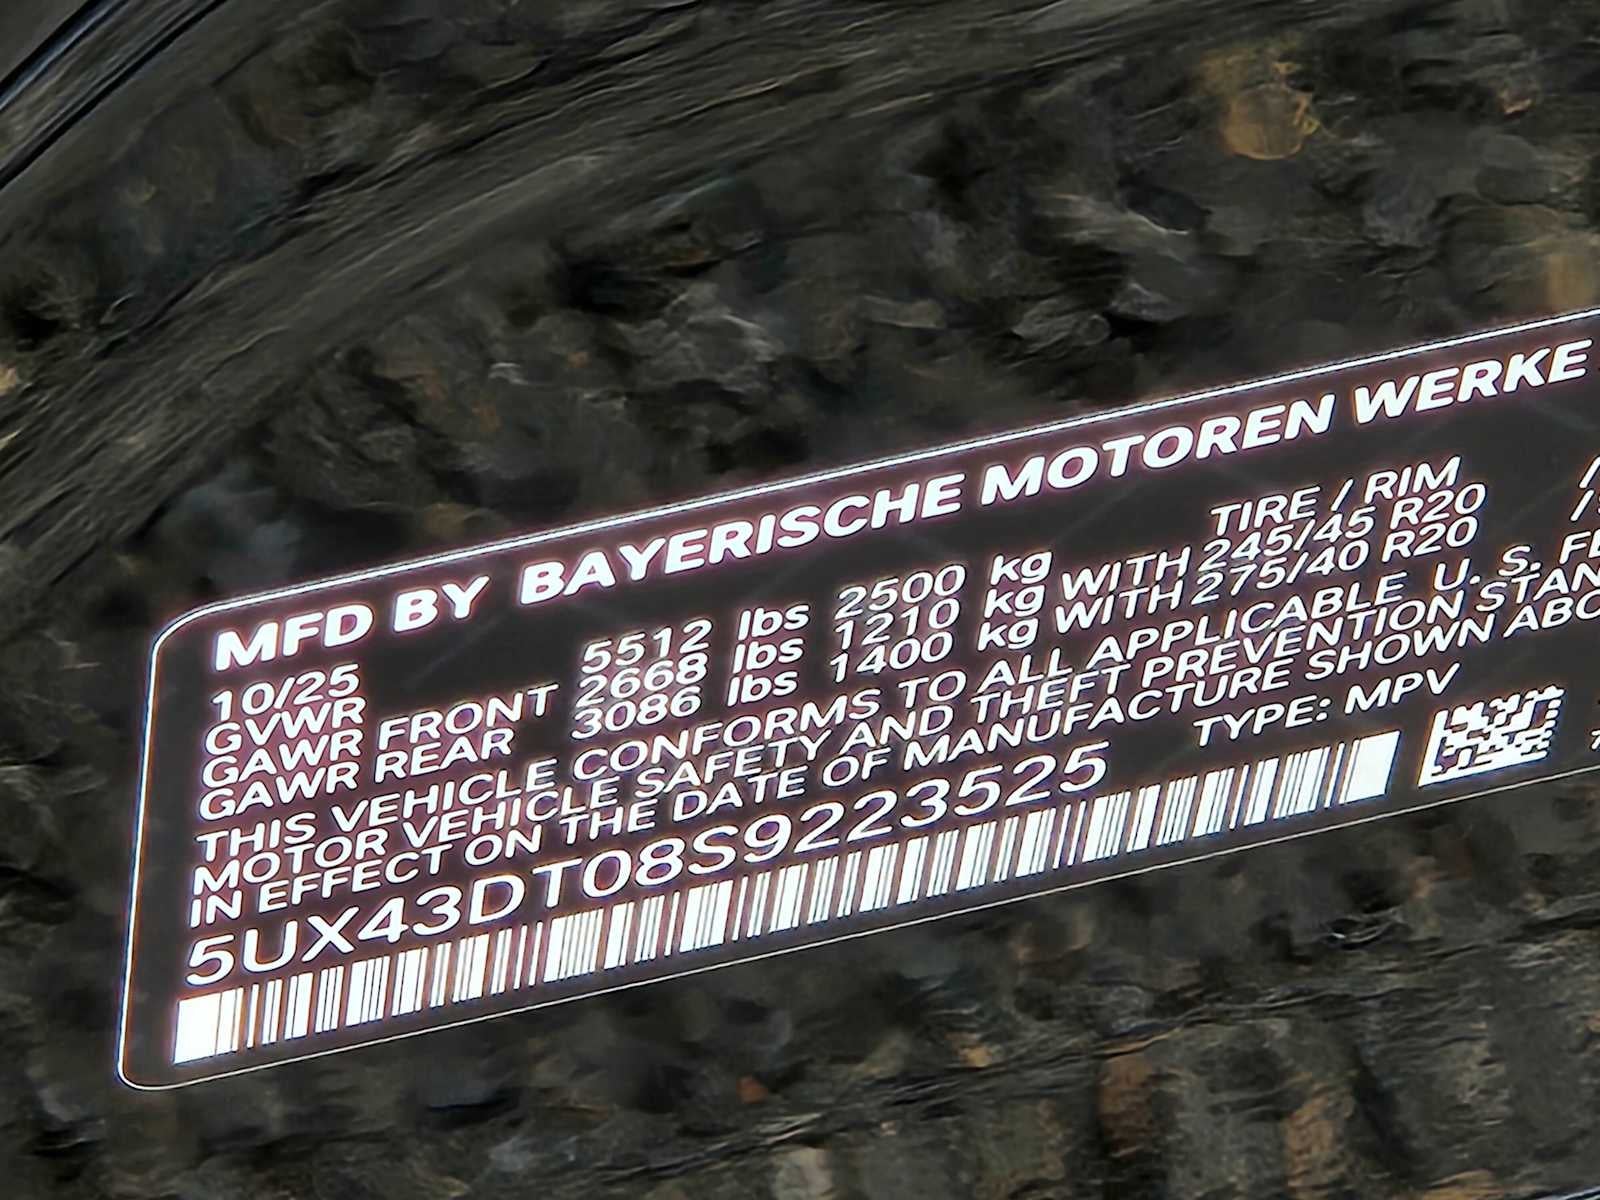 MFD BY BAYERISCHE MOTOREN WERKE
10/25 TIRE / RIM
GVWR 5512 lbs 2500 kg
GAWR FRONT 2668 lbs 1210 kg WITH 245/45 R20 /
GAWR REAR 3086 lbs 1400 kg WITH 275/40 R20 /
THIS VEHICLE CONFORMS TO ALL APPLICABLE U. S. FE
MOTOR VEHICLE SAFETY AND THEFT PREVENTION STAN
IN EFFECT ON THE DATE OF MANUFACTURE SHOWN ABO
5UX43DT08S9223525 TYPE: MPV